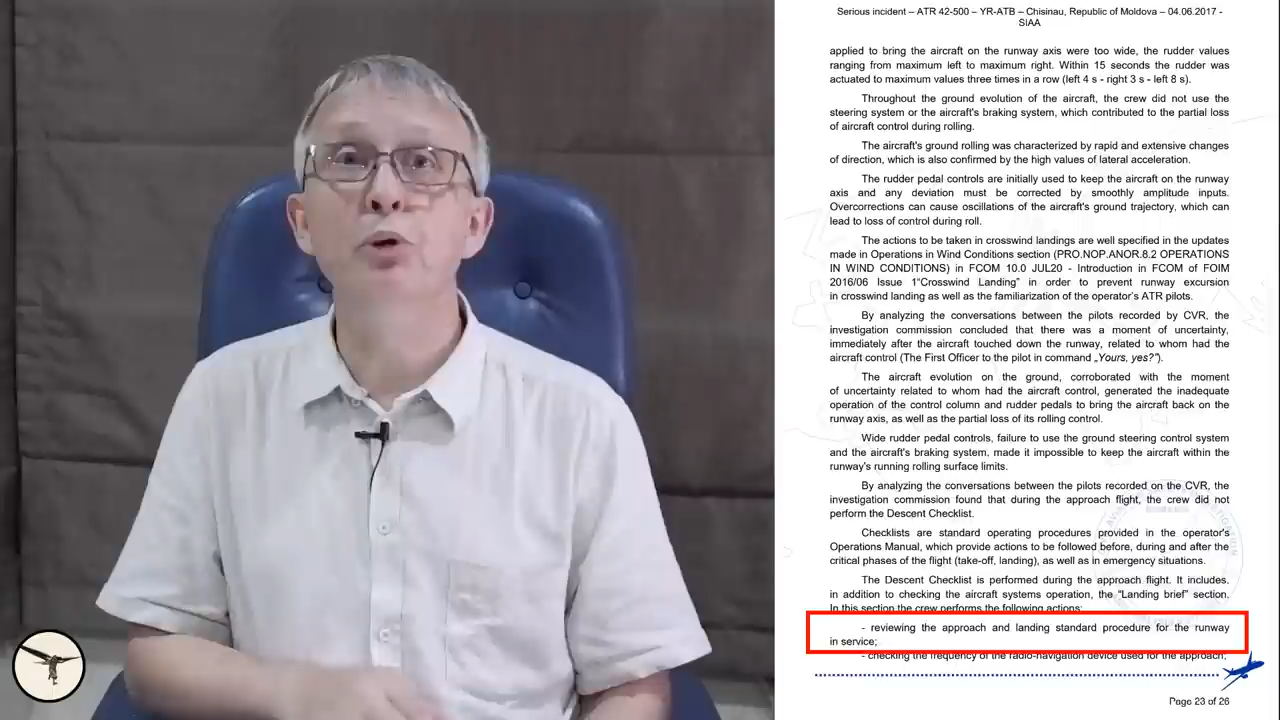 Serious incident – ATR 42-500 – YR-ATB – Chisinau, Republic of Moldova – 04.06.2017 -
SIAA
applied to bring the aircraft on the runway axis were too wide, the rudder values
ranging from maximum left to maximum right. Within 15 seconds the rudder was
actuated to maximum values three times in a row (left 4 s - right 3 s - left 8 s).
Throughout the ground evolution of the aircraft, the crew did not use the
steering system or the aircraft's braking system, which contributed to the partial loss
of aircraft control during rolling.
The aircraft's ground rolling was characterized by rapid and extensive changes
of direction, which is also confirmed by the high values of lateral acceleration.
The rudder pedal controls are initially used to keep the aircraft on the runway
axis and any deviation must be corrected by smoothly amplitude inputs.
Overcorrections can cause oscillations of the aircraft's ground trajectory, which can
lead to loss of control during roll.
The actions to be taken in crosswind landings are well specified in the updates
made in Operations in Wind Conditions section (PRO.NOP.ANOR.8.2 OPERATIONS
IN WIND CONDITIONS) in FCOM 10.0 JUL20 - Introduction in FCOM of FOIM
2016/06 Issue 1“Crosswind Landing” in order to prevent runway excursion
in crosswind landing as well as the familiarization of the operator’s ATR pilots.
By analyzing the conversations between the pilots recorded by CVR, the
investigation commission concluded that there was a moment of uncertainty,
immediately after the aircraft touched down the runway, related to whom had the
aircraft control (The First Officer to the pilot in command „Yours, yes?”).
The aircraft evolution on the ground, corroborated with the moment
of uncertainty related to whom had the aircraft control, generated the inadequate
operation of the control column and rudder pedals to bring the aircraft back on the
runway axis, as well as the partial loss of its rolling control.
Wide rudder pedal controls, failure to use the ground steering control system
and the aircraft's braking system, made it impossible to keep the aircraft within the
runway's running rolling surface limits.
By analyzing the conversations between the pilots recorded on the CVR, the
investigation commission found that during the approach flight, the crew did not
perform the Descent Checklist.
Checklists are standard operating procedures provided in the operator's
Operations Manual, which provide actions to be followed before, during and after the
critical phases of the flight (take-off, landing), as well as in emergency situations.
The Descent Checklist is performed during the approach flight. It includes,
in addition to checking the aircraft systems operation, the “Landing brief” section.
In this section the crew performs the following actions:
- reviewing the approach and landing standard procedure for the runway
in service;
- checking the frequency of the radio-navigation device used for the approach;
Page 23 of 26